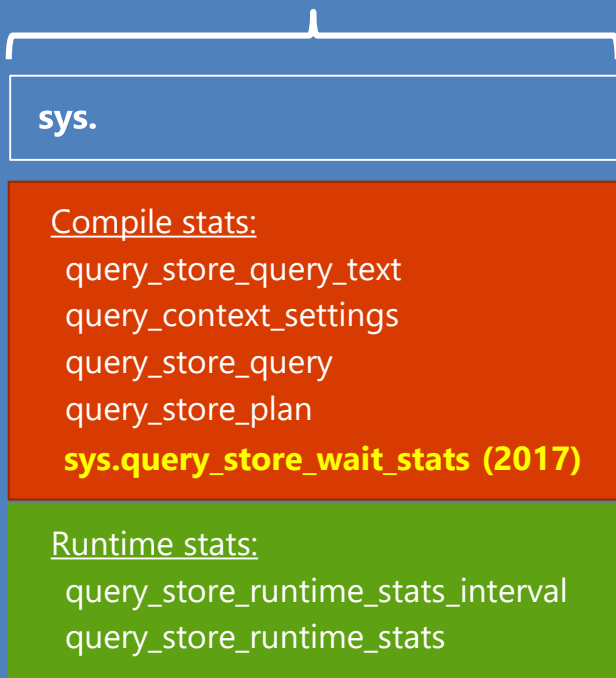 sys.
Compile stats:
query_store_query_text
query_context_settings
query_store_query
query_store_plan
sys.query_store_wait_stats (2017)
Runtime stats:
query_store_runtime_stats_interval
query_store_runtime_stats